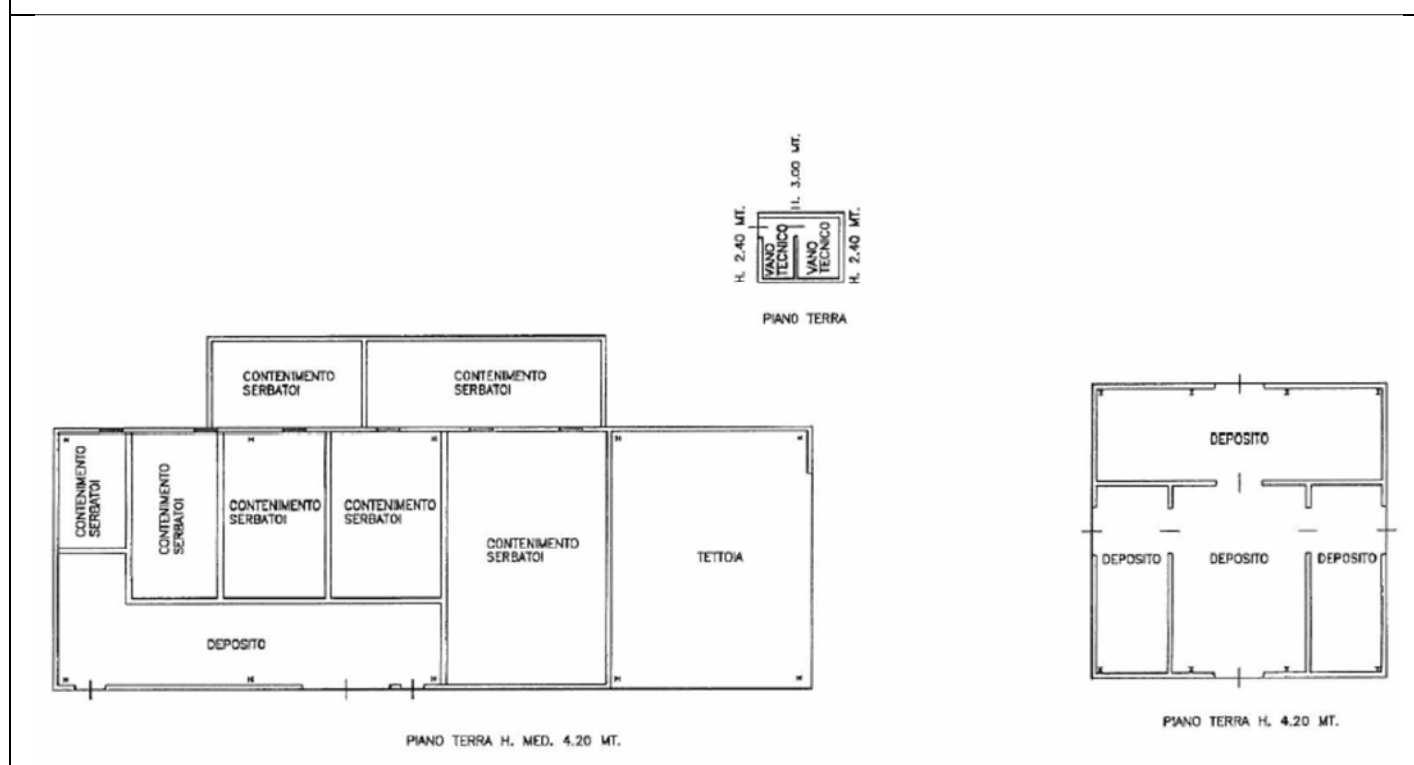 H. 3.00 MT.
H. 2.40 MT.
VANO
TECNICO
VANO
TECNICO
H. 2.40 MT.
PIANO TERRA
CONTENIMENTO
SERBATOI
CONTENIMENTO
SERBATOI
CONTENIMENTO
SERBATOI
CONTENIMENTO
SERBATOI
CONTENIMENTO
SERBATOI
CONTENIMENTO
SERBATOI
CONTENIMENTO
SERBATOI
TETTOIA
DEPOSITO
PIANO TERRA H. MED. 4.20 MT.
DEPOSITO
DEPOSITO
DEPOSITO
DEPOSITO
PIANO TERRA H. 4.20 MT.